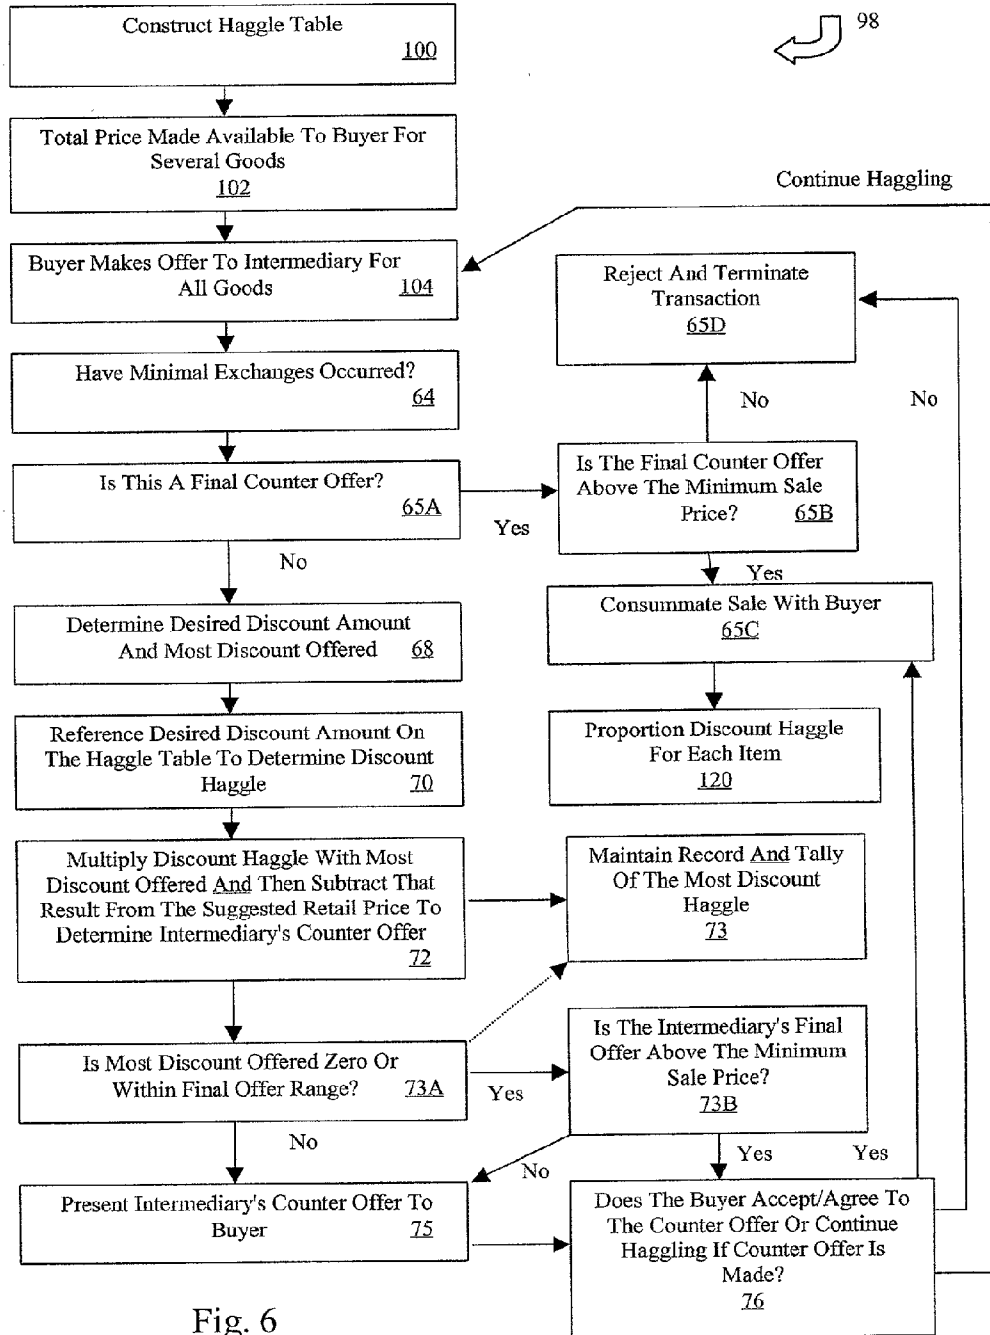 Construct Haggle Table
100
98
Total Price Made Available To Buyer For
Several Goods
102
Continue Haggling
Buyer Makes Offer To Intermediary For
All Goods 104
Reject And Terminate
Transaction
65D
Have Minimal Exchanges Occurred?
64
No
No
Is This A Final Counter Offer?
65A
Yes
Is The Final Counter Offer
Above The Minimum Sale
Price? 65B
No
Yes
Consummate Sale With Buyer
65C
Determine Desired Discount Amount
And Most Discount Offered 68
Reference Desired Discount Amount On
The Haggle Table To Determine Discount
Haggle 70
Proportion Discount Haggle
For Each Item
120
Multiply Discount Haggle With Most
Discount Offered And Then Subtract That
Result From The Suggested Retail Price To
Determine Intermediary's Counter Offer
72
Maintain Record And Tally
Of The Most Discount
Haggle
73
Is Most Discount Offered Zero Or
Within Final Offer Range? 73A
Yes
Is The Intermediary's Final
Offer Above The Minimum
Sale Price?
73B
No
No
Yes
Yes
Present Intermediary's Counter Offer To
Buyer 75
Does The Buyer Accept/Agree To
The Counter Offer Or Continue
Haggling If Counter Offer Is
Made?
76
Fig. 6